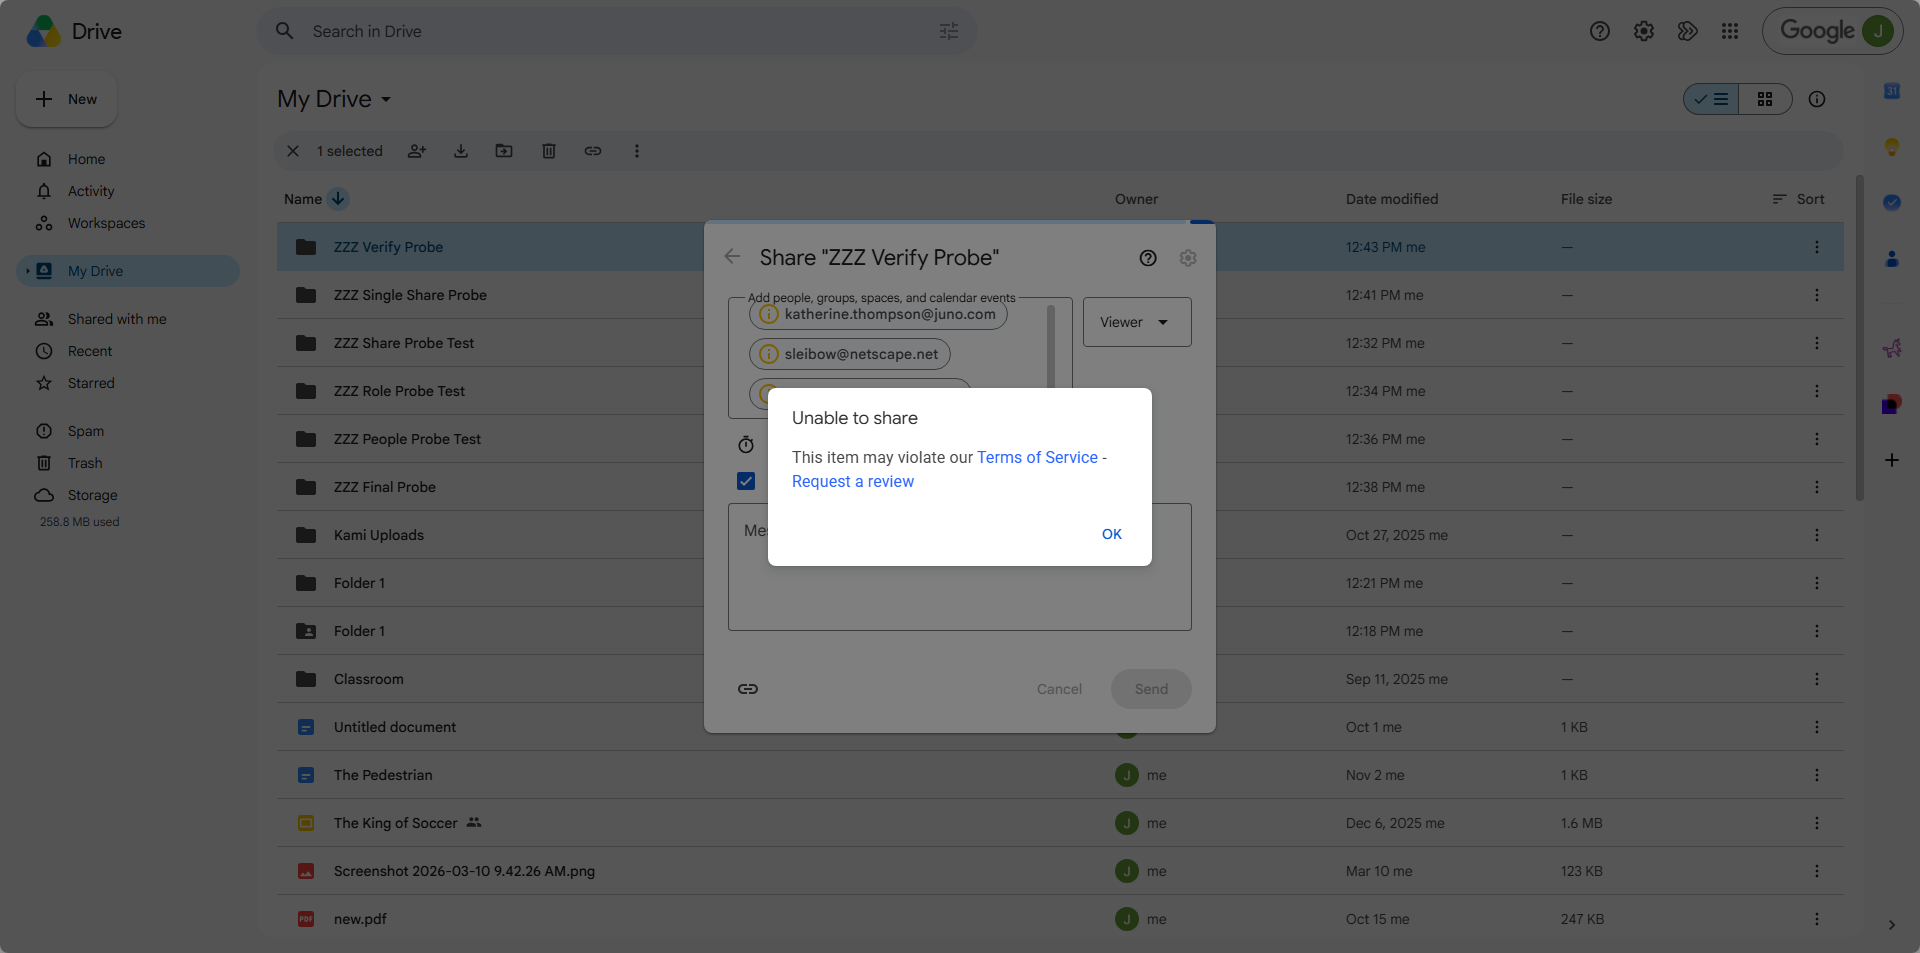 Drive
Search in Drive
Google
J
New
My Drive
31
1 selected
Home
Activity
Workspaces
My Drive
Shared with me
Recent
Starred
Spam
Trash
Storage
258.8 MB used
Name
Owner
Date modified
File size
Sort
ZZZ Verify Probe
12:43 PM me
—
ZZZ Single Share Probe
12:41 PM me
—
ZZZ Share Probe Test
12:32 PM me
—
ZZZ Role Probe Test
12:34 PM me
—
ZZZ People Probe Test
12:36 PM me
—
ZZZ Final Probe
12:38 PM me
—
Kami Uploads
Oct 27, 2025 me
—
Folder 1
12:21 PM me
—
Folder 1
12:18 PM me
—
Classroom
Sep 11, 2025 me
—
Untitled document
Oct 1 me
1 KB
The Pedestrian
J
me
Nov 2 me
1 KB
The King of Soccer
J
me
Dec 6, 2025 me
1.6 MB
Screenshot 2026-03-10 9.42.26 AM.png
J
me
Mar 10 me
123 KB
PDF
new.pdf
J
me
Oct 15 me
247 KB
Share "ZZZ Verify Probe"
Add people, groups, spaces, and calendar events
katherine.thompson@juno.com
sleibow@netscape.net
Viewer
Unable to share
This item may violate our Terms of Service -
Request a review
OK
Cancel
Send